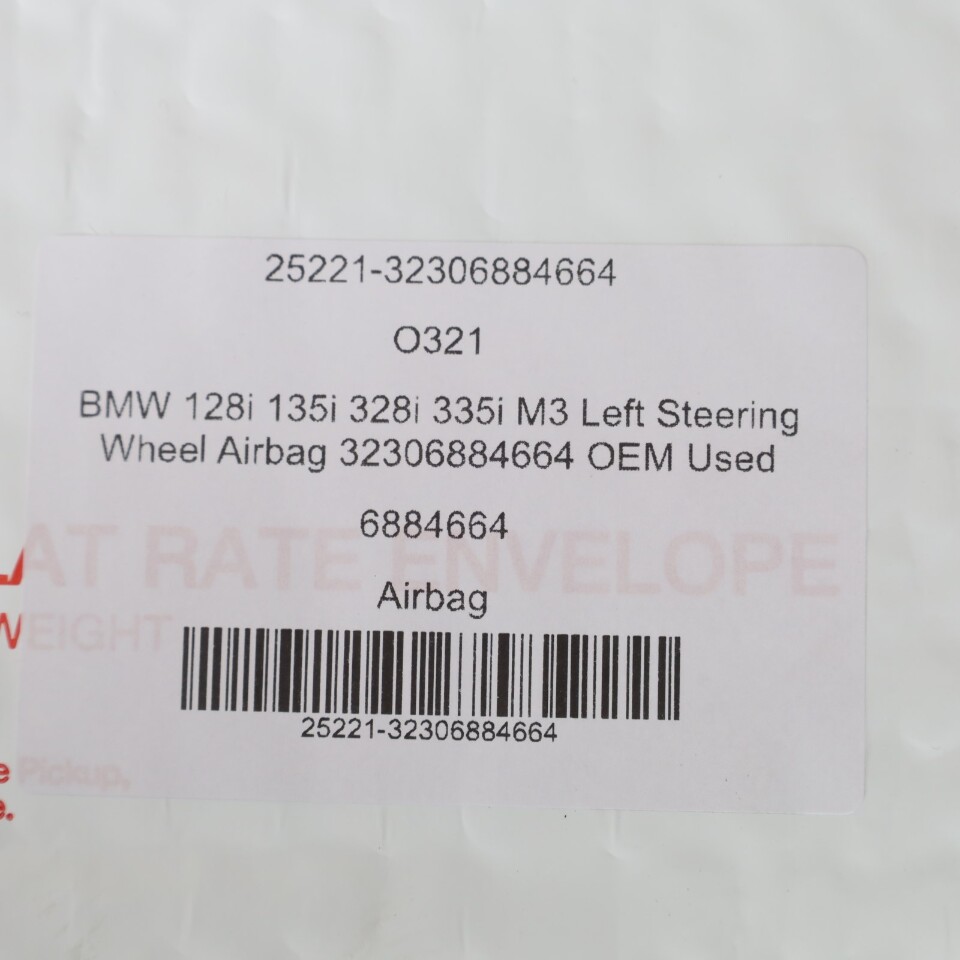 25221-32306884664
O321
BMW 128i 135i 328i 335i M3 Left Steering
Wheel Airbag 32306884664 OEM Used
6884664
AT RATE ENVELOPE
Airbag
WEIGHT
25221-32306884664
e Pickup.
e.